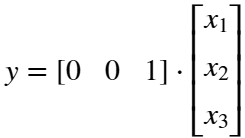 y = [0 0 1] · [x₁ x₂ x₃]